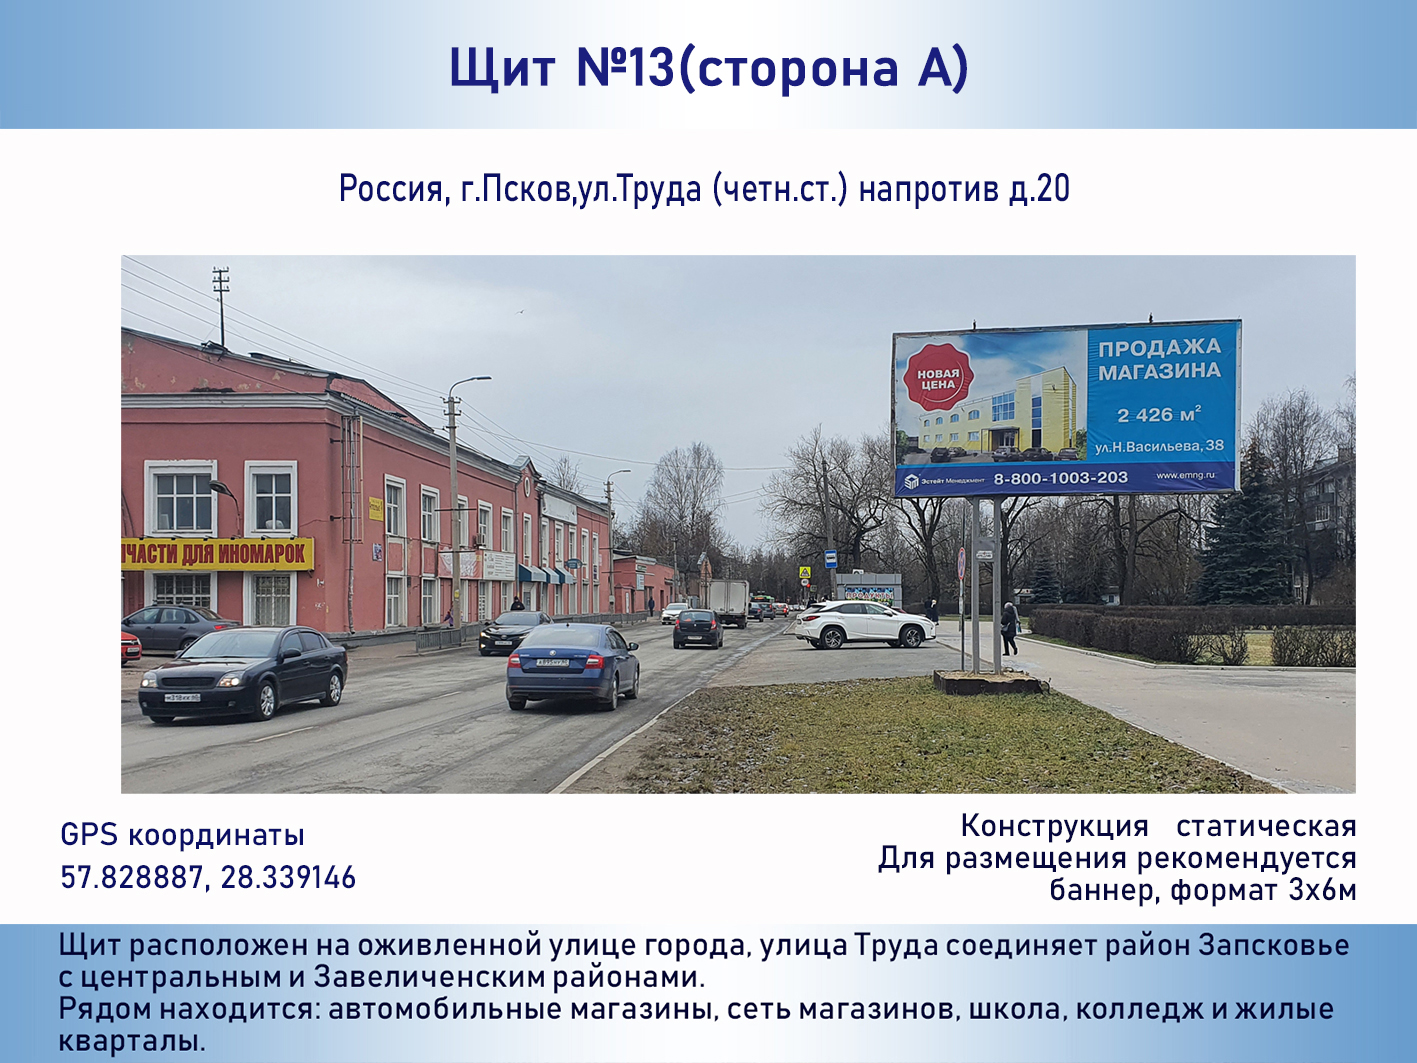 Щит №13(сторона А)
Россия, г.Псков,ул.Труда (четн.ст.) напротив д.20
НОВАЯ
ЦЕНА
ПРОДАЖА
МАГАЗИНА
2 426 м²
ул.Н.Васильева, 38
Эстейт Менеджмент 8-800-1003-203 www.emng.ru
ЧАСТИ ДЛЯ ИНОМАРОК
GPS координаты
57.828887, 28.339146
Конструкция статическая
Для размещения рекомендуется
баннер, формат 3х6м
Щит расположен на оживленной улице города, улица Труда соединяет район Запсковье
с центральным и Завеличенским районами.
Рядом находится: автомобильные магазины, сеть магазинов, школа, колледж и жилые
кварталы.